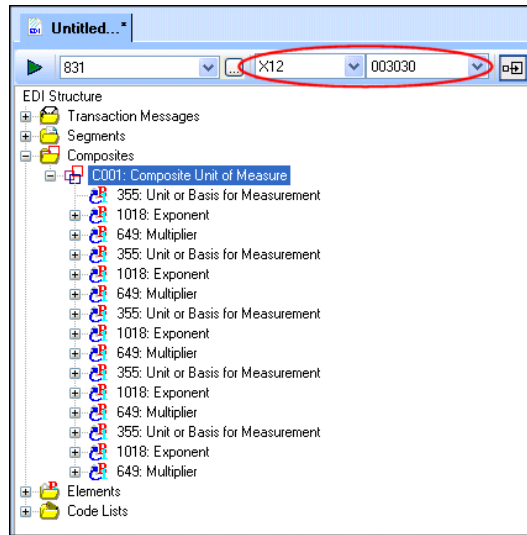 Untitled...*
831 ... X12 003030
EDI Structure
Transaction Messages
Segments
Composites
C001: Composite Unit of Measure
355: Unit or Basis for Measurement
1018: Exponent
649: Multiplier
355: Unit or Basis for Measurement
1018: Exponent
649: Multiplier
355: Unit or Basis for Measurement
1018: Exponent
649: Multiplier
355: Unit or Basis for Measurement
1018: Exponent
649: Multiplier
355: Unit or Basis for Measurement
1018: Exponent
649: Multiplier
Elements
Code Lists